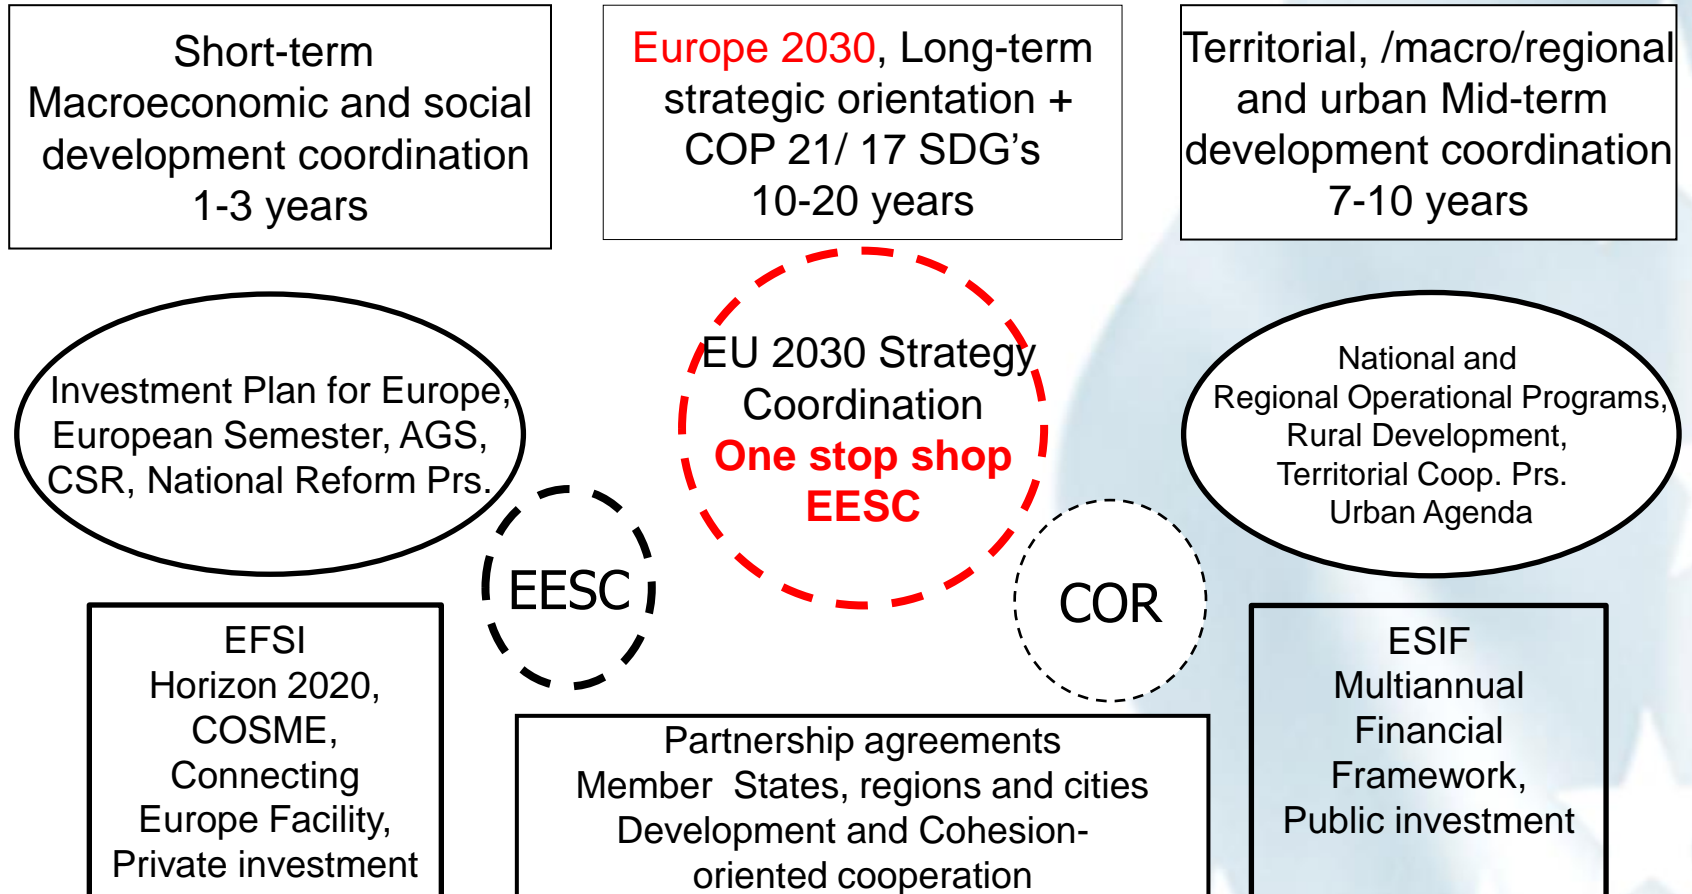 Short-term
Macroeconomic and social
development coordination
1-3 years
Europe 2030, Long-term
strategic orientation +
COP 21/ 17 SDG's
10-20 years
Territorial, /macro/regional
and urban Mid-term
development coordination
7-10 years
Investment Plan for Europe,
European Semester, AGS,
CSR, National Reform Prs.
EU 2030 Strategy
Coordination
One stop shop
EESC
National and
Regional Operational Programs,
Rural Development,
Territorial Coop. Prs.
Urban Agenda
EESC
COR
EFSI
Horizon 2020,
COSME,
Connecting
Europe Facility,
Private investment
Partnership agreements
Member States, regions and cities
Development and Cohesion-
oriented cooperation
ESIF
Multiannual
Financial
Framework,
Public investment